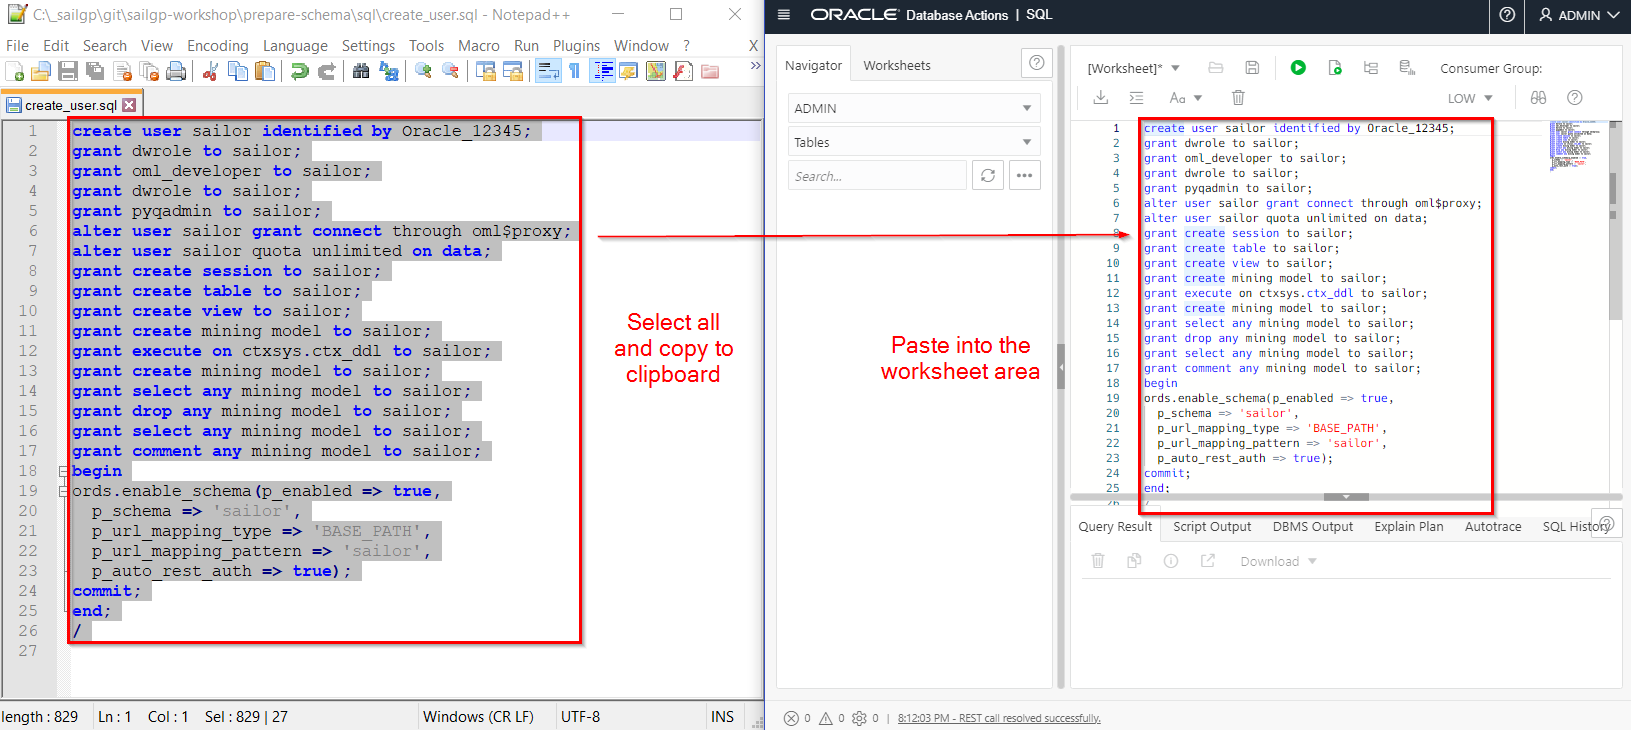 C:\_sailgp\git\sailgp-workshop\prepare-schema\sql\create_user.sql - Notepad++
File Edit Search View Encoding Language Settings Tools Macro Run Plugins Window ? X
create_user.sql
1 create user sailor identified by Oracle_12345;
2 grant dwrole to sailor;
3 grant oml_developer to sailor;
4 grant dwrole to sailor;
5 grant pyqadmin to sailor;
6 alter user sailor grant connect through oml$proxy;
7 alter user sailor quota unlimited on data;
8 grant create session to sailor;
9 grant create table to sailor;
10 grant create view to sailor;
11 grant create mining model to sailor;
12 grant execute on ctxsys.ctx_ddl to sailor;
13 grant create mining model to sailor;
14 grant select any mining model to sailor;
15 grant drop any mining model to sailor;
16 grant select any mining model to sailor;
17 grant comment any mining model to sailor;
18 begin
19 ords.enable_schema(p_enabled => true,
20 p_schema => 'sailor',
21 p_url_mapping_type => 'BASE_PATH',
22 p_url_mapping_pattern => 'sailor',
23 p_auto_rest_auth => true);
24 commit;
25 end;
26 /
27
length : 829 Ln : 1 Col : 1 Sel : 829 | 27 Windows (CR LF) UTF-8 INS
Select all
and copy to
clipboard
Paste into the
worksheet area
ORACLE Database Actions | SQL
ADMIN
Navigator Worksheets
ADMIN
Tables
Search...
[Worksheet]* Consumer Group:
Aa LOW
1 create user sailor identified by Oracle_12345;
2 grant dwrole to sailor;
3 grant oml_developer to sailor;
4 grant dwrole to sailor;
5 grant pyqadmin to sailor;
6 alter user sailor grant connect through oml$proxy;
7 alter user sailor quota unlimited on data;
8 grant create session to sailor;
9 grant create table to sailor;
10 grant create view to sailor;
11 grant create mining model to sailor;
12 grant execute on ctxsys.ctx_ddl to sailor;
13 grant create mining model to sailor;
14 grant select any mining model to sailor;
15 grant drop any mining model to sailor;
16 grant select any mining model to sailor;
17 grant comment any mining model to sailor;
18 begin
19 ords.enable_schema(p_enabled => true,
20 p_schema => 'sailor',
21 p_url_mapping_type => 'BASE_PATH',
22 p_url_mapping_pattern => 'sailor',
23 p_auto_rest_auth => true);
24 commit;
25 end;
Query Result Script Output DBMS Output Explain Plan Autotrace SQL History
Download
0 0 0 | 8:12:03 PM - REST call resolved successfully.